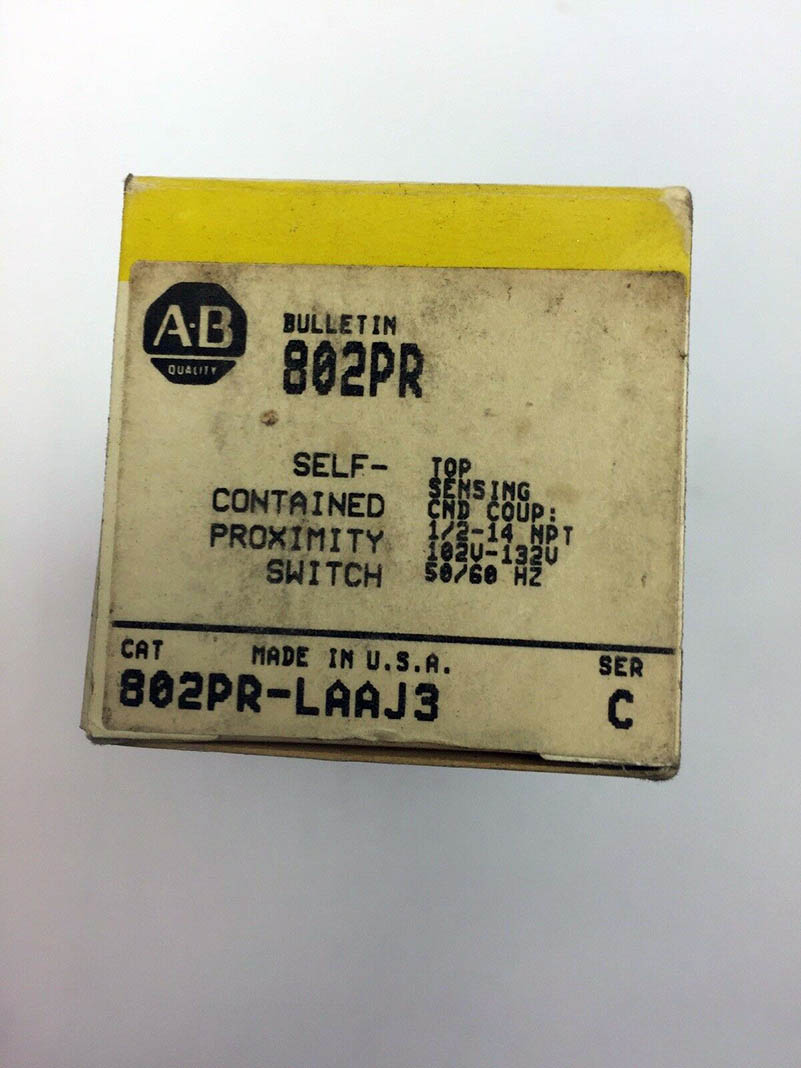 A·B
QUALITY
BULLETIN
802PR
SELF-
CONTAINED
PROXIMITY
SWITCH
TOP
SENSING
CND COUP:
1/2-14 NPT
102V-132V
50/60 HZ
CAT MADE IN U.S.A. SER
802PR-LAAJ3 C